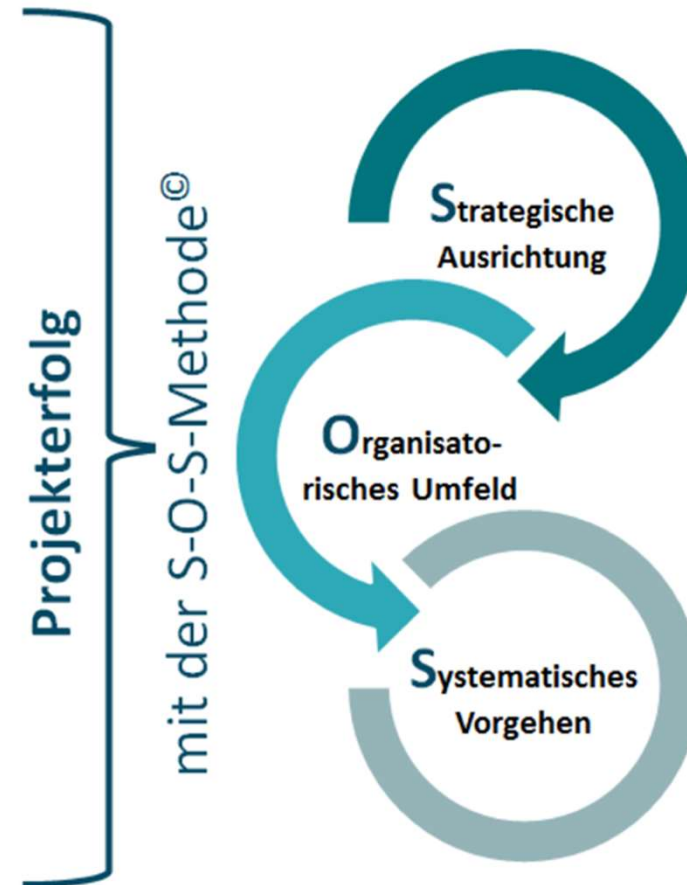 Projekterfolg
mit der S-O-S-Methode©
Strategische
Ausrichtung
Organisato-
risches Umfeld
Systematisches
Vorgehen